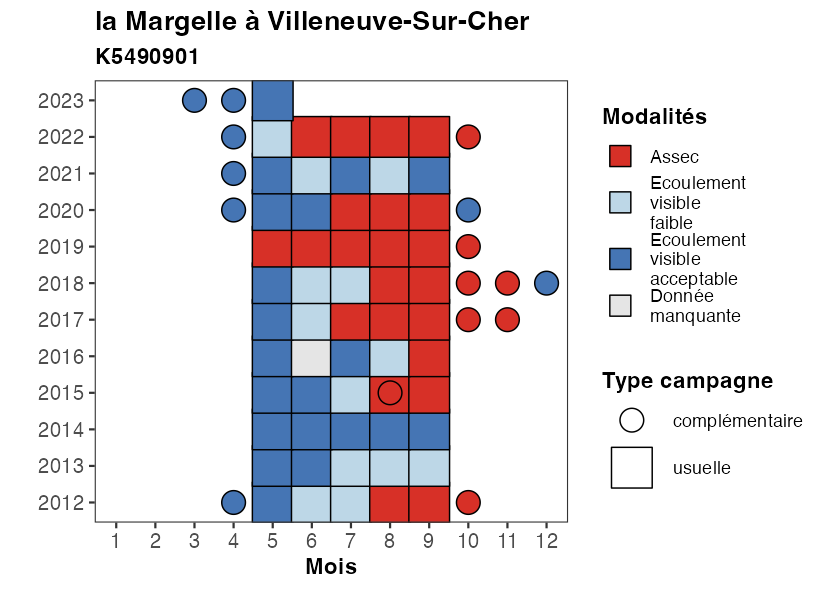 la Margelle à Villeneuve-Sur-Cher
K5490901
2023
2022
2021
2020
2019
2018
2017
2016
2015
2014
2013
2012
1 2 3 4 5 6 7 8 9 10 11 12
Mois
Modalités
Assec
Ecoulement
visible
faible
Ecoulement
visible
acceptable
Donnée
manquante
Type campagne
complémentaire
usuelle